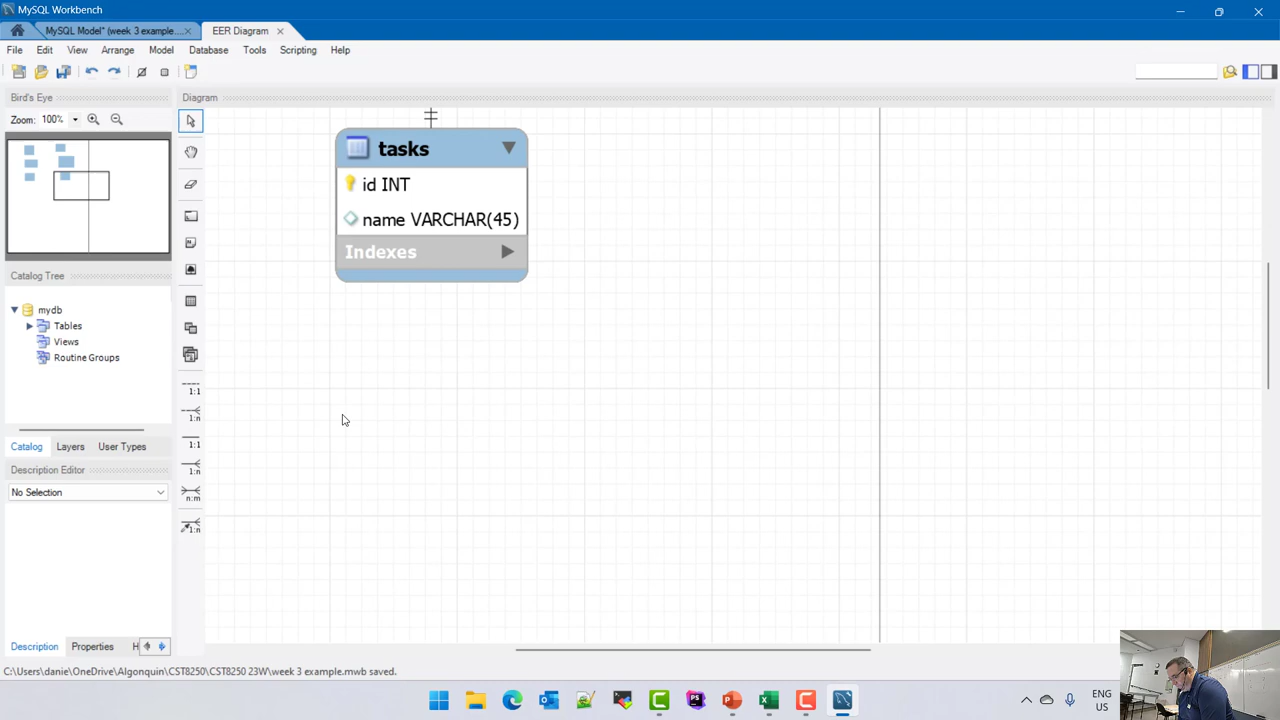 MySQL Workbench
MySQL Model* (week 3 example....
EER Diagram
File Edit View Arrange Model Database Tools Scripting Help
Bird's Eye
Diagram
Zoom: 100%
tasks
id INT
name VARCHAR(45)
Indexes
Catalog Tree
mydb
Tables
Views
Routine Groups
1:1
1:n
1:1
1:n
n:m
1:n
Catalog Layers User Types
Description Editor
No Selection
Description Properties H
C:\Users\danie\OneDrive\Algonquin\CST8250\CST8250 23W\week 3 example.mwb saved.
ENG
US